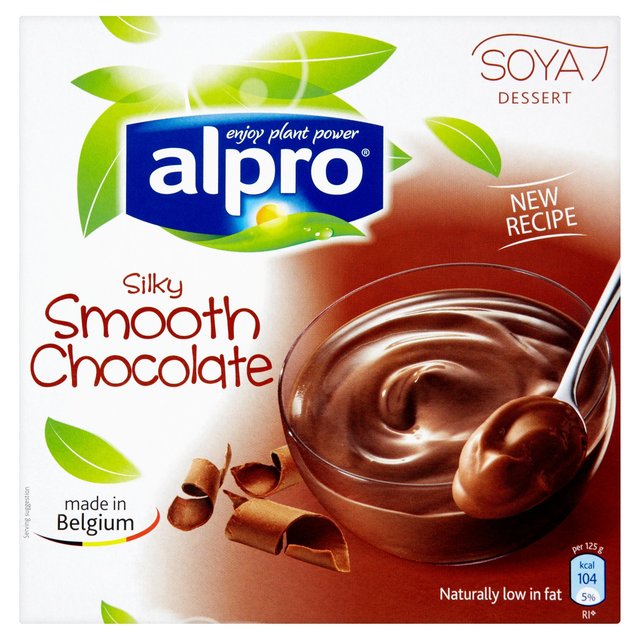 enjoy plant power
alpro®
SOYA
DESSERT
NEW
RECIPE
Silky
Smooth
Chocolate
made in
Belgium
Serving suggestion
Naturally low in fat
per 125 g
kcal
104
5%
RI❖